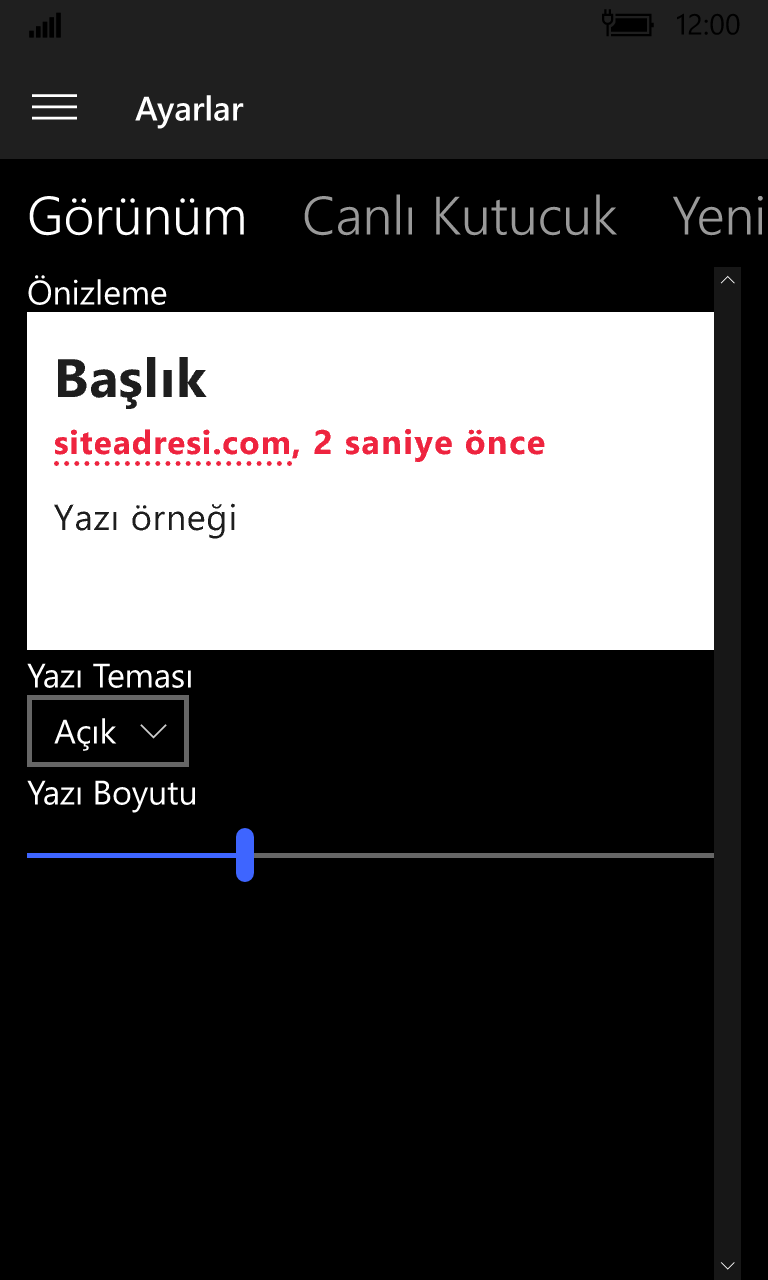 12:00
Ayarlar
Görünüm Canlı Kutucuk Yeni
Önizleme
Başlık
siteadresi.com, 2 saniye önce
Yazı örneği
Yazı Teması
Açık
Yazı Boyutu